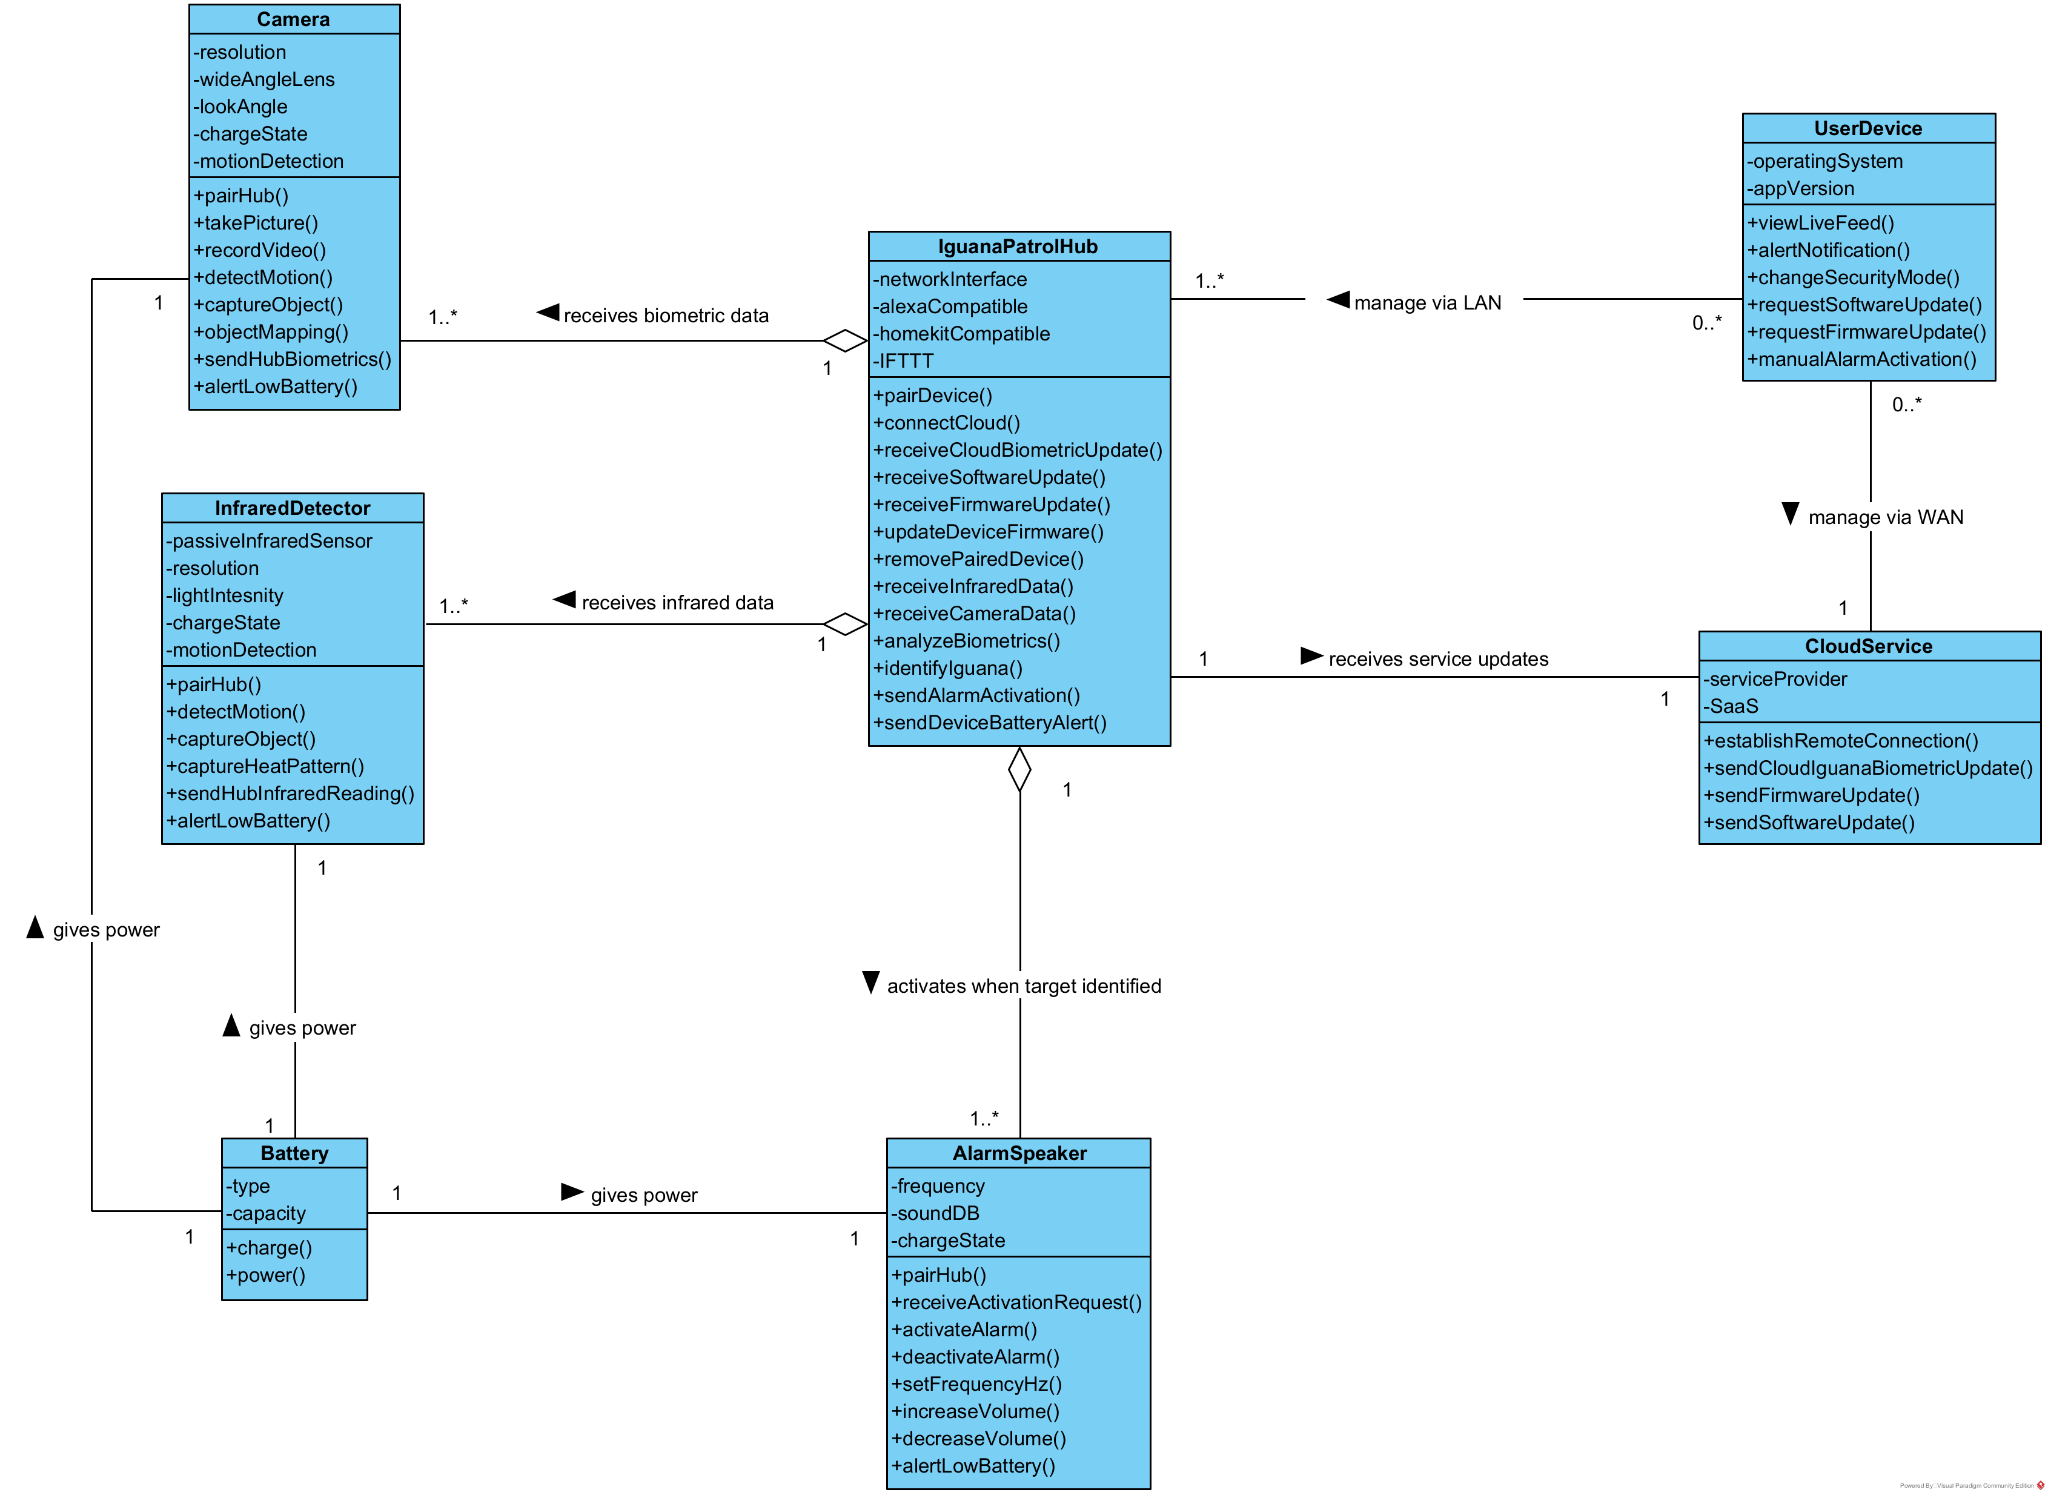 Camera
-resolution
-wideAngleLens
-lookAngle
-chargeState
-motionDetection
+pairHub()
+takePicture()
+recordVideo()
+detectMotion()
+captureObject()
+objectMapping()
+sendHubBiometrics()
+alertLowBattery()
1
1..*
receives biometric data
1
IguanaPatrolHub
-networkInterface
-alexaCompatible
-homekitCompatible
-IFTTT
+pairDevice()
+connectCloud()
+receiveCloudBiometricUpdate()
+receiveSoftwareUpdate()
+receiveFirmwareUpdate()
+updateDeviceFirmware()
+removePairedDevice()
+receiveInfraredData()
+receiveCameraData()
+analyzeBiometrics()
+identifyIguana()
+sendAlarmActivation()
+sendDeviceBatteryAlert()
1..*
manage via LAN
0..*
UserDevice
-operatingSystem
-appVersion
+viewLiveFeed()
+alertNotification()
+changeSecurityMode()
+requestSoftwareUpdate()
+requestFirmwareUpdate()
+manualAlarmActivation()
0..*
manage via WAN
1
InfraredDetector
-passiveInfraredSensor
-resolution
-lightIntesnity
-chargeState
-motionDetection
+pairHub()
+detectMotion()
+captureObject()
+captureHeatPattern()
+sendHubInfraredReading()
+alertLowBattery()
1..*
receives infrared data
1
1
receives service updates
1
CloudService
-serviceProvider
-SaaS
+establishRemoteConnection()
+sendCloudIguanaBiometricUpdate()
+sendFirmwareUpdate()
+sendSoftwareUpdate()
1
1
gives power
gives power
activates when target identified
1
1..*
Battery
-type
-capacity
+charge()
+power()
1
1
gives power
1
AlarmSpeaker
-frequency
-soundDB
-chargeState
+pairHub()
+receiveActivationRequest()
+activateAlarm()
+deactivateAlarm()
+setFrequencyHz()
+increaseVolume()
+decreaseVolume()
+alertLowBattery()
Powered By: Visual Paradigm Community Edition